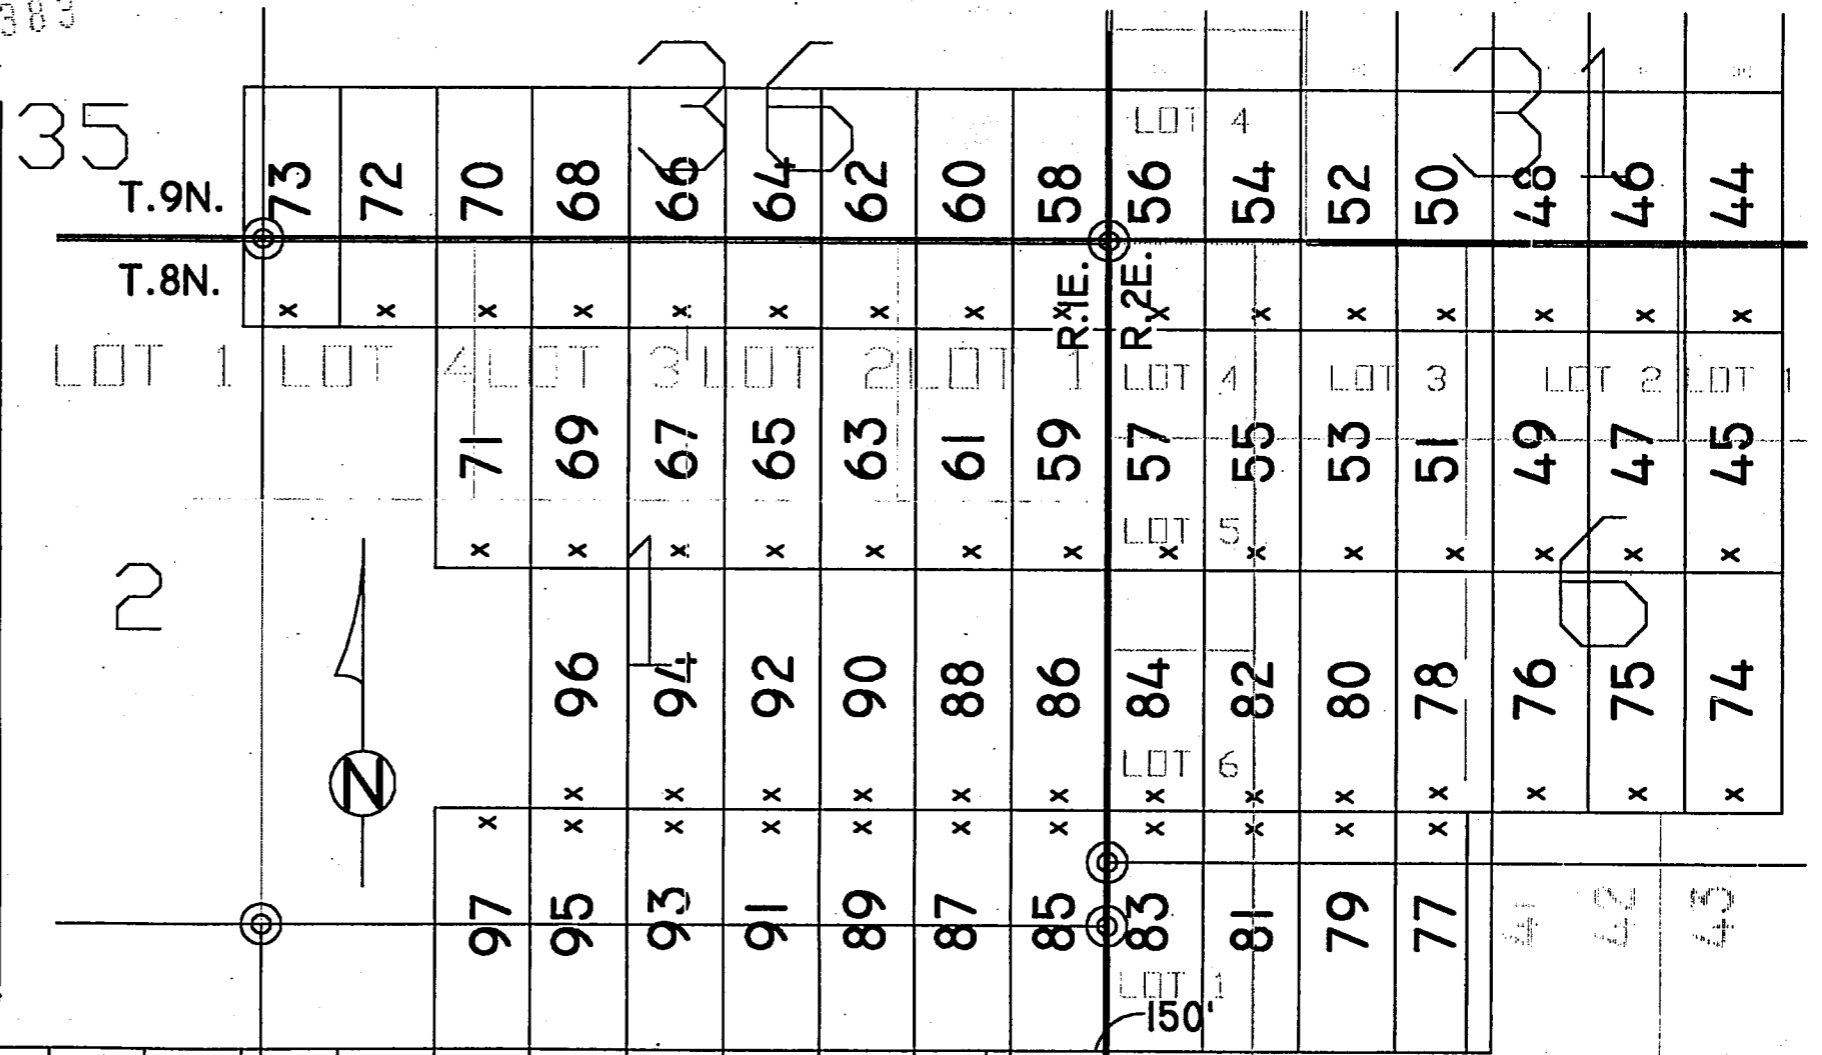 383
35 36 31
LOT 4
T.9N. 73 72 70 68 66 64 62 60 58 56 54 52 50 48 46 44
T.8N. R.1E. R.2E.
x x x x x x x x x x x x x x x x
LOT 1 LOT 4 LOT 3 LOT 2 LOT 1 LOT 4 LOT 3 LOT 2 LOT 1
71 69 67 65 63 61 59 57 55 53 51 49 47 45
LOT 5
x x x x x x x x x x x x x x
2 1 6
96 94 92 90 88 86 84 82 80 78 76 75 74
N LOT 6
x x x x x x x x x x x x x
x x x x x x x x x x x
97 95 93 91 89 87 85 83 81 79 77 41 42 43
LOT 1
150'